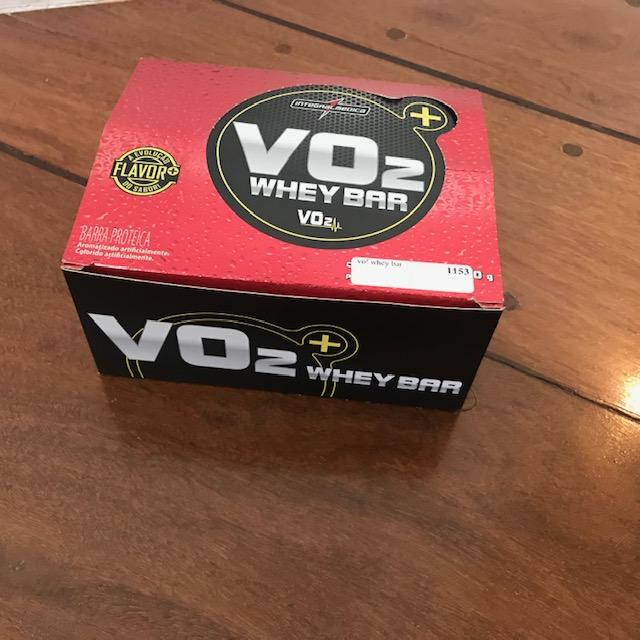 INTEGRALMEDICA
+
VO2
WHEY BAR
VO2
A EVOLUÇÃO
FLAVOR+
DO SABOR!
BARRA PROTEICA
Aromatizado artificialmente.
Colorido artificialmente.
vo² whey bar
1153
0 g
VO2+
WHEY BAR